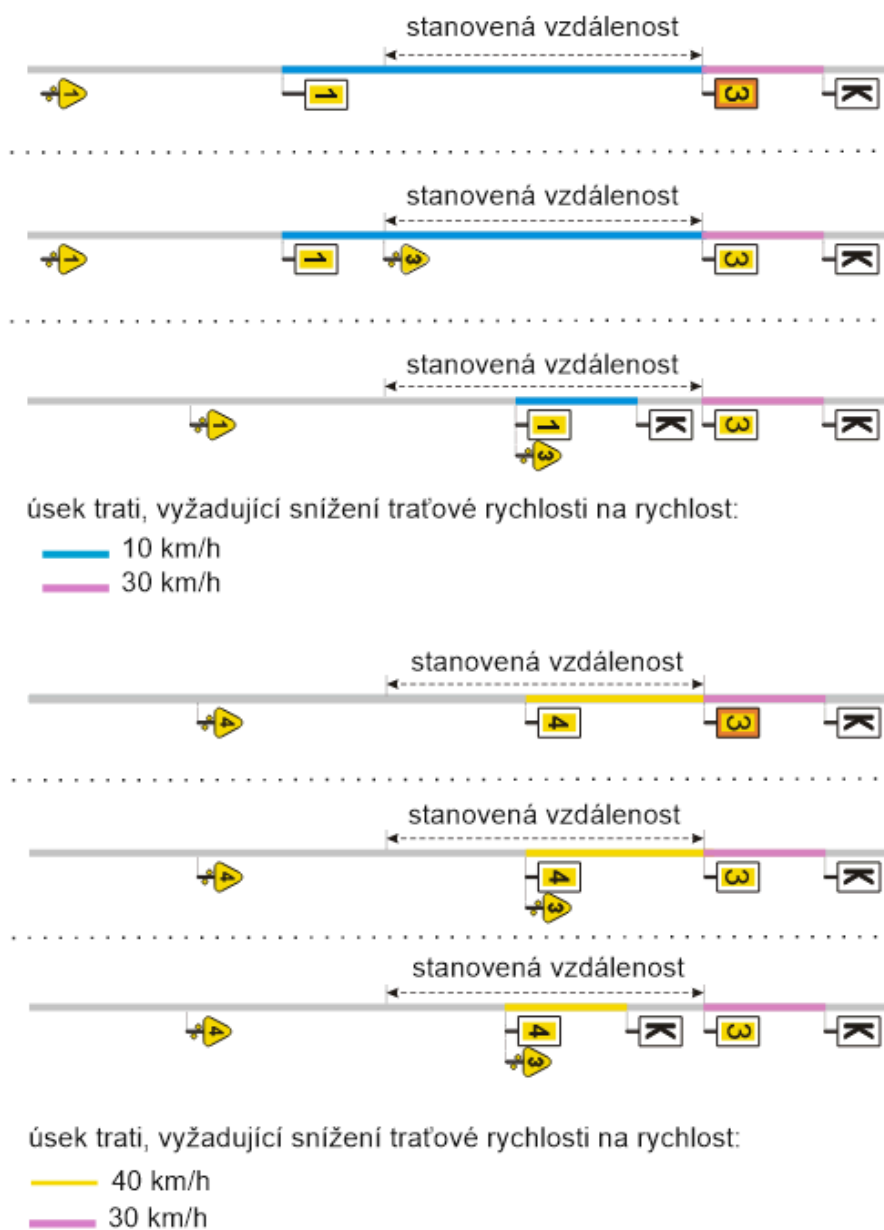 stanovená vzdálenost
1 1 3 K
stanovená vzdálenost
1 1 3 3 K
stanovená vzdálenost
1 1 K 3 K
3
úsek trati, vyžadující snížení traťové rychlosti na rychlost:
10 km/h
30 km/h
stanovená vzdálenost
4 4 3 K
stanovená vzdálenost
4 4 3 K
3
stanovená vzdálenost
4 4 K 3 K
3
úsek trati, vyžadující snížení traťové rychlosti na rychlost:
40 km/h
30 km/h